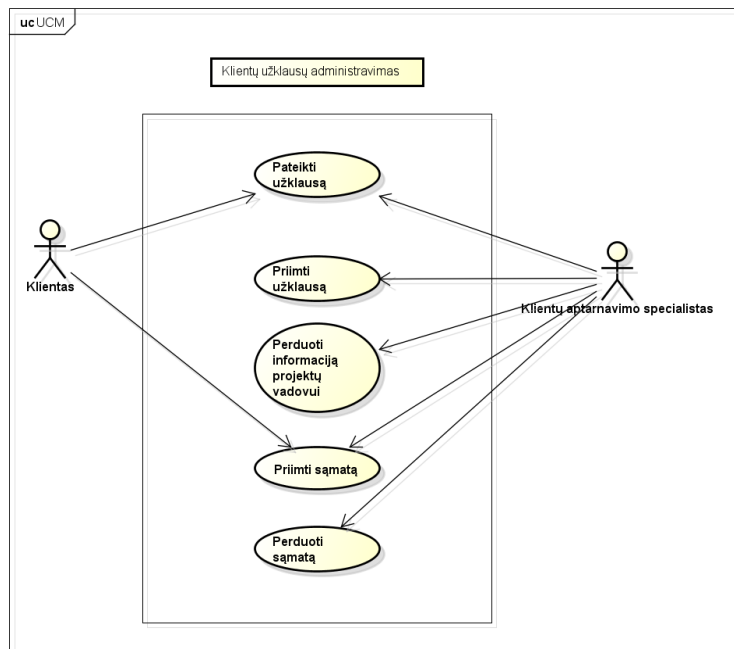 uc UCM
Klientų užklausų administravimas
Pateikti
užklausą
Klientas
Priimti
užklausą
Klientų aptarnavimo specialistas
Perduoti
informaciją
projektų
vadovui
Priimti sąmatą
Perduoti
sąmatą